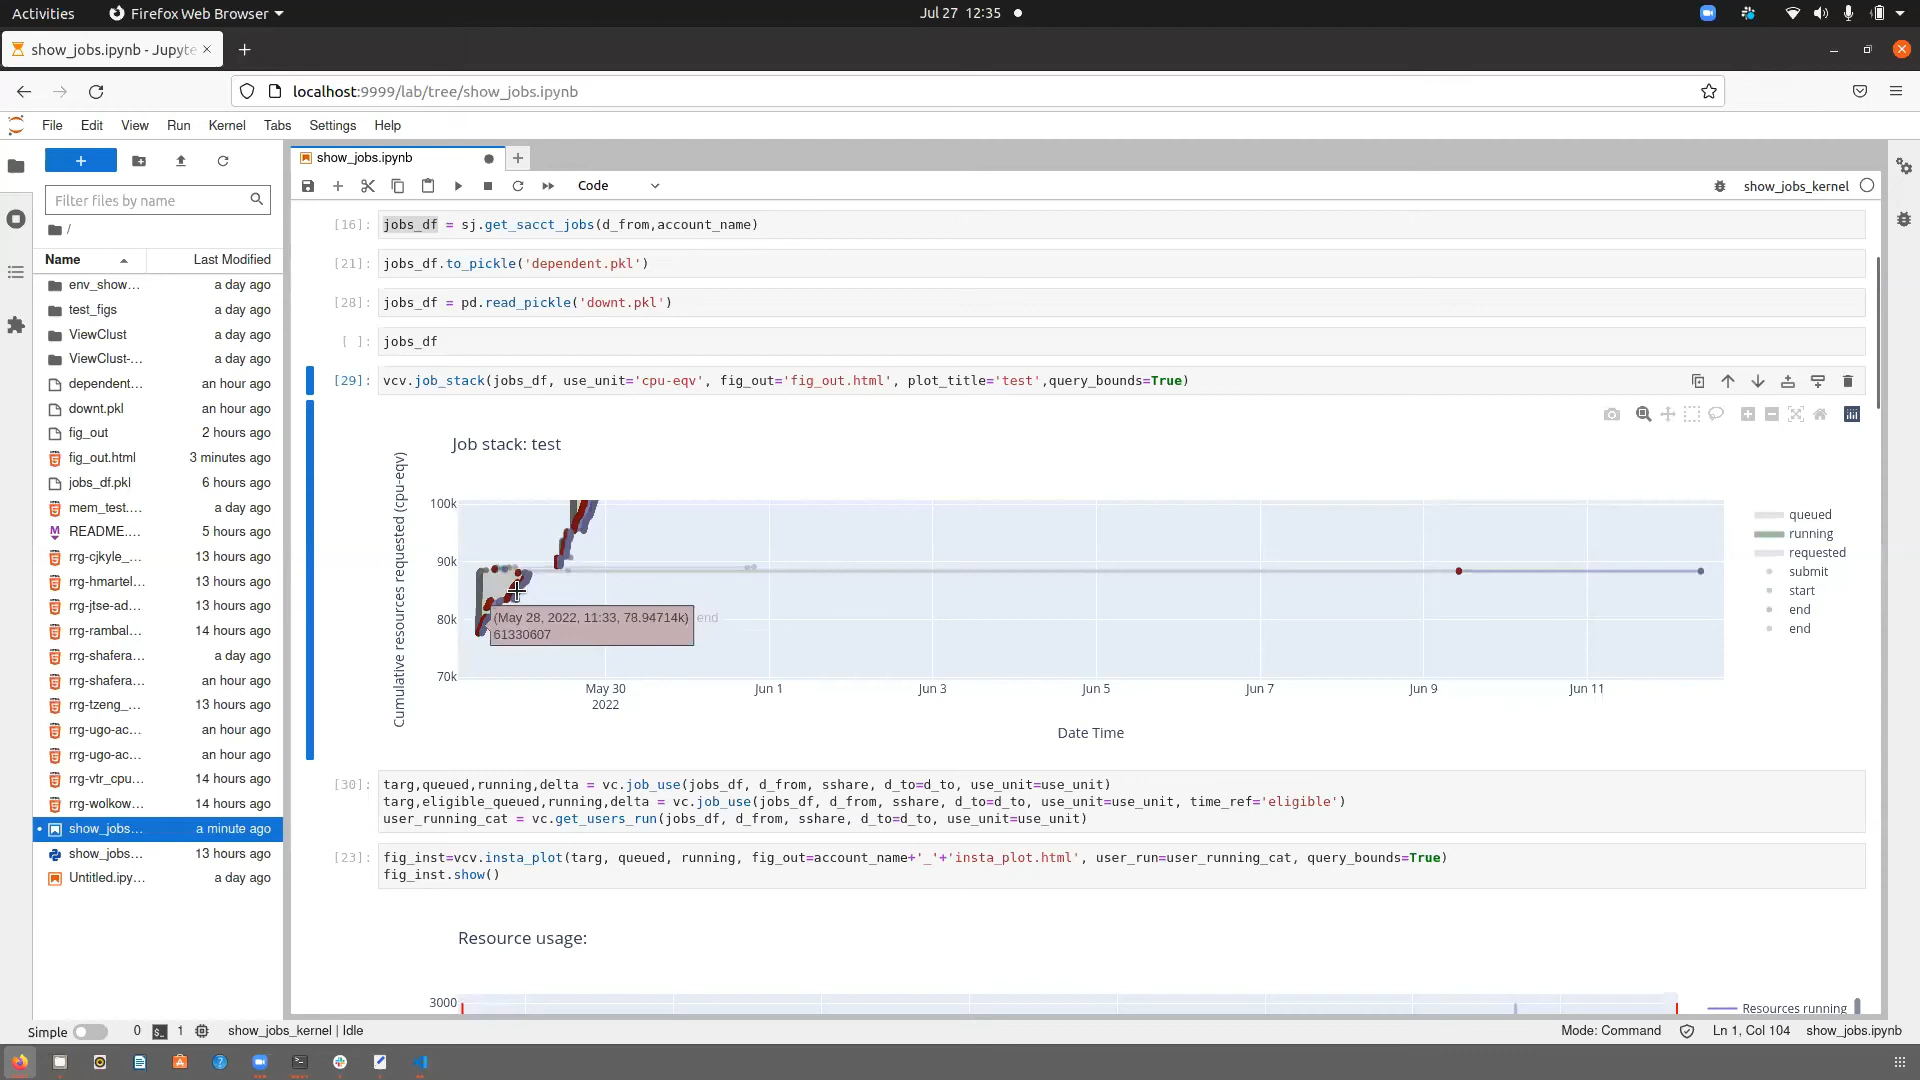 Activities
Firefox Web Browser
Jul 27 12:35
show_jobs.ipynb - Jupyte
localhost:9999/lab/tree/show_jobs.ipynb
File Edit View Run Kernel Tabs Settings Help
show_jobs.ipynb
Code
show_jobs_kernel
Filter files by name
/
Name Last Modified
env_show... a day ago
test_figs a day ago
ViewClust a day ago
ViewClust-... a day ago
dependent... an hour ago
downt.pkl an hour ago
fig_out 2 hours ago
fig_out.html 3 minutes ago
jobs_df.pkl 6 hours ago
mem_test.... a day ago
README.... 5 hours ago
rrg-cjkyle_... 13 hours ago
rrg-hmartel... 13 hours ago
rrg-jtse-ad... 13 hours ago
rrg-rambal... 14 hours ago
rrg-shafera... a day ago
rrg-shafera... an hour ago
rrg-tzeng_... 13 hours ago
rrg-ugo-ac... an hour ago
rrg-ugo-ac... an hour ago
rrg-vtr_cpu... 14 hours ago
rrg-wolkow... 14 hours ago
show_jobs... a minute ago
show_jobs... 13 hours ago
Untitled.ipy... a day ago
[16]: jobs_df = sj.get_sacct_jobs(d_from,account_name)
[21]: jobs_df.to_pickle('dependent.pkl')
[28]: jobs_df = pd.read_pickle('downt.pkl')
[ ]: jobs_df
[29]: vcv.job_stack(jobs_df, use_unit='cpu-eqv', fig_out='fig_out.html', plot_title='test',query_bounds=True)
Job stack: test
Cumulative resources requested (cpu-eqv)
100k
90k
80k
70k
(May 28, 2022, 11:33, 78.94714k) end
61330607
May 30 Jun 1 Jun 3 Jun 5 Jun 7 Jun 9 Jun 11
2022
Date Time
queued
running
requested
submit
start
end
end
[30]: targ,queued,running,delta = vc.job_use(jobs_df, d_from, sshare, d_to=d_to, use_unit=use_unit)
targ,eligible_queued,running,delta = vc.job_use(jobs_df, d_from, sshare, d_to=d_to, use_unit=use_unit, time_ref='eligible')
user_running_cat = vc.get_users_run(jobs_df, d_from, sshare, d_to=d_to, use_unit=use_unit)
[23]: fig_inst=vcv.insta_plot(targ, queued, running, fig_out=account_name+'_'+'insta_plot.html', user_run=user_running_cat, query_bounds=True)
fig_inst.show()
Resource usage:
3000
Resources running
Simple 0 1 show_jobs_kernel | Idle
Mode: Command Ln 1, Col 104 show_jobs.ipynb